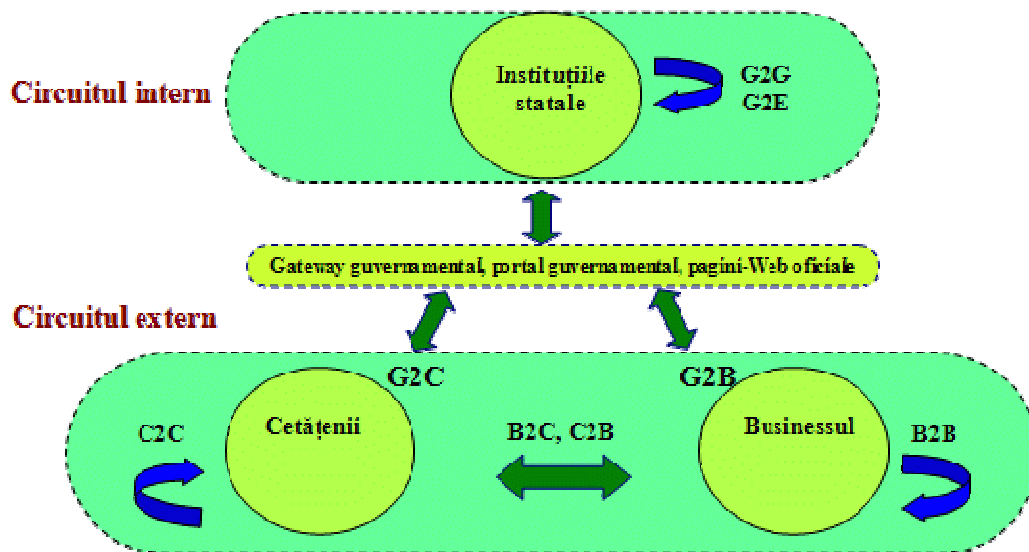 Circuitul intern
Instituțiile
statale
G2G
G2E
Gateway guvernamental, portal guvernamental, pagini-Web oficiale
Circuitul extern
G2C
G2B
C2C
Cetățenii
B2C, C2B
Businessul
B2B